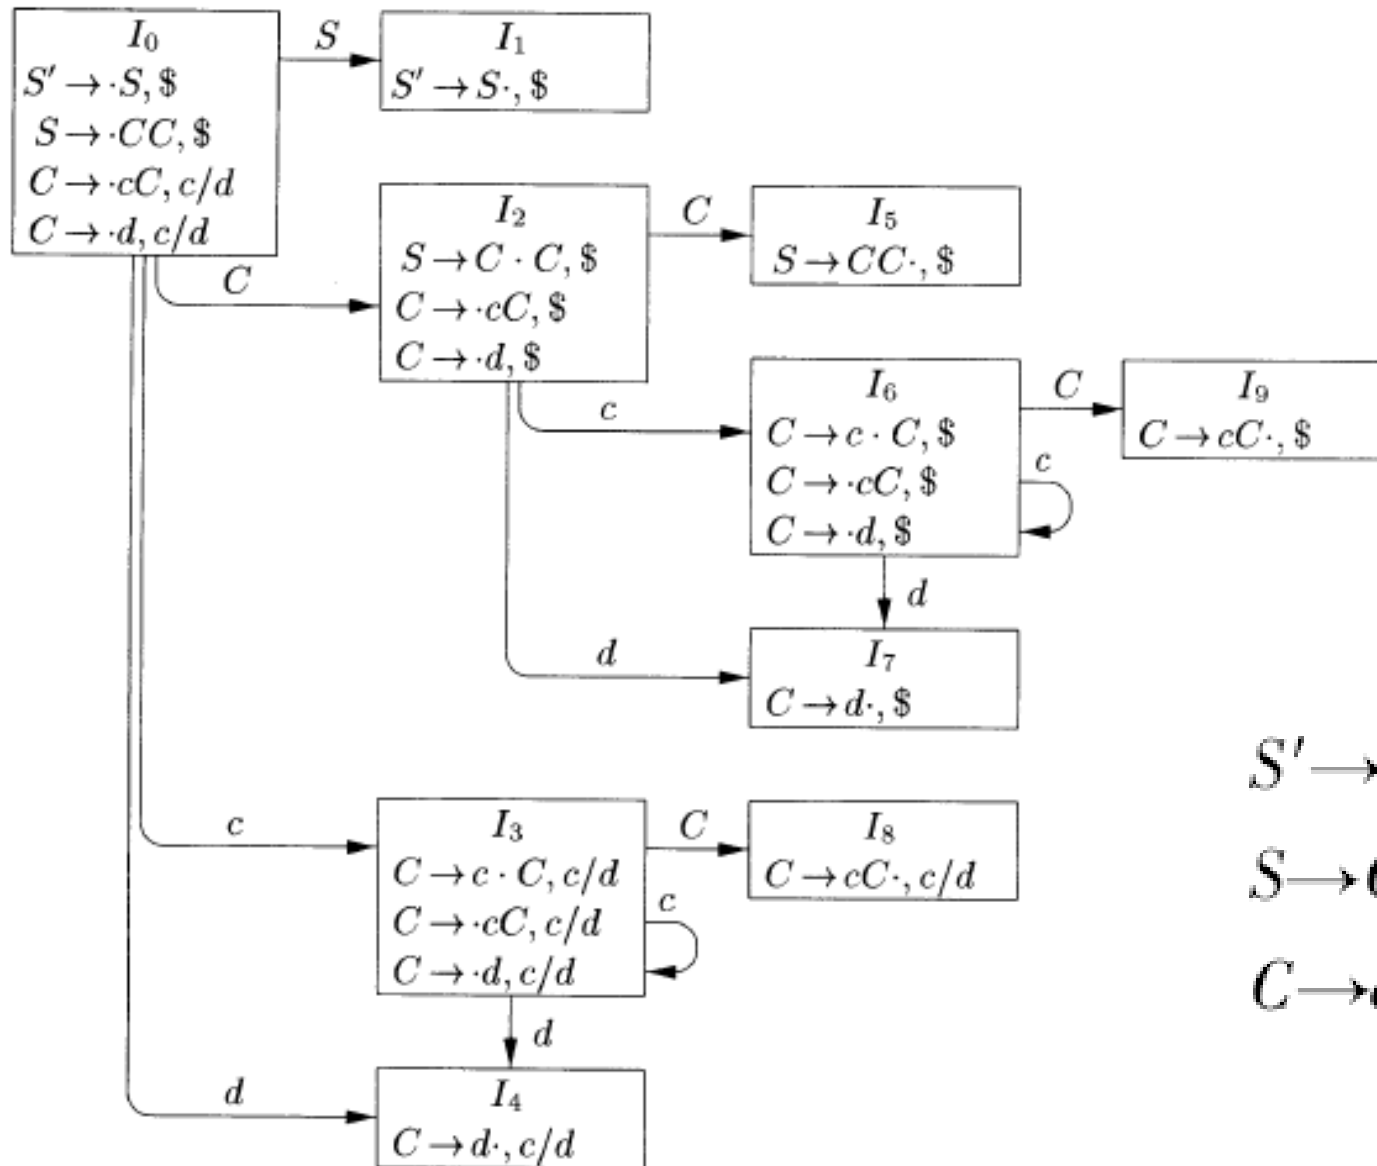 I₀
S' → ·S, $
S → ·CC, $
C → ·cC, c/d
C → ·d, c/d
S
I₁
S' → S·, $
C
I₂
S → C · C, $
C → ·cC, $
C → ·d, $
C
I₅
S → CC·, $
c
I₆
C → c · C, $
C → ·cC, $
C → ·d, $
C
I₉
C → cC·, $
c
d
d
I₇
C → d·, $
c
I₃
C → c · C, c/d
C → ·cC, c/d
C → ·d, c/d
C
I₈
C → cC·, c/d
c
d
d
I₄
C → d·, c/d
S' →
S →
C →